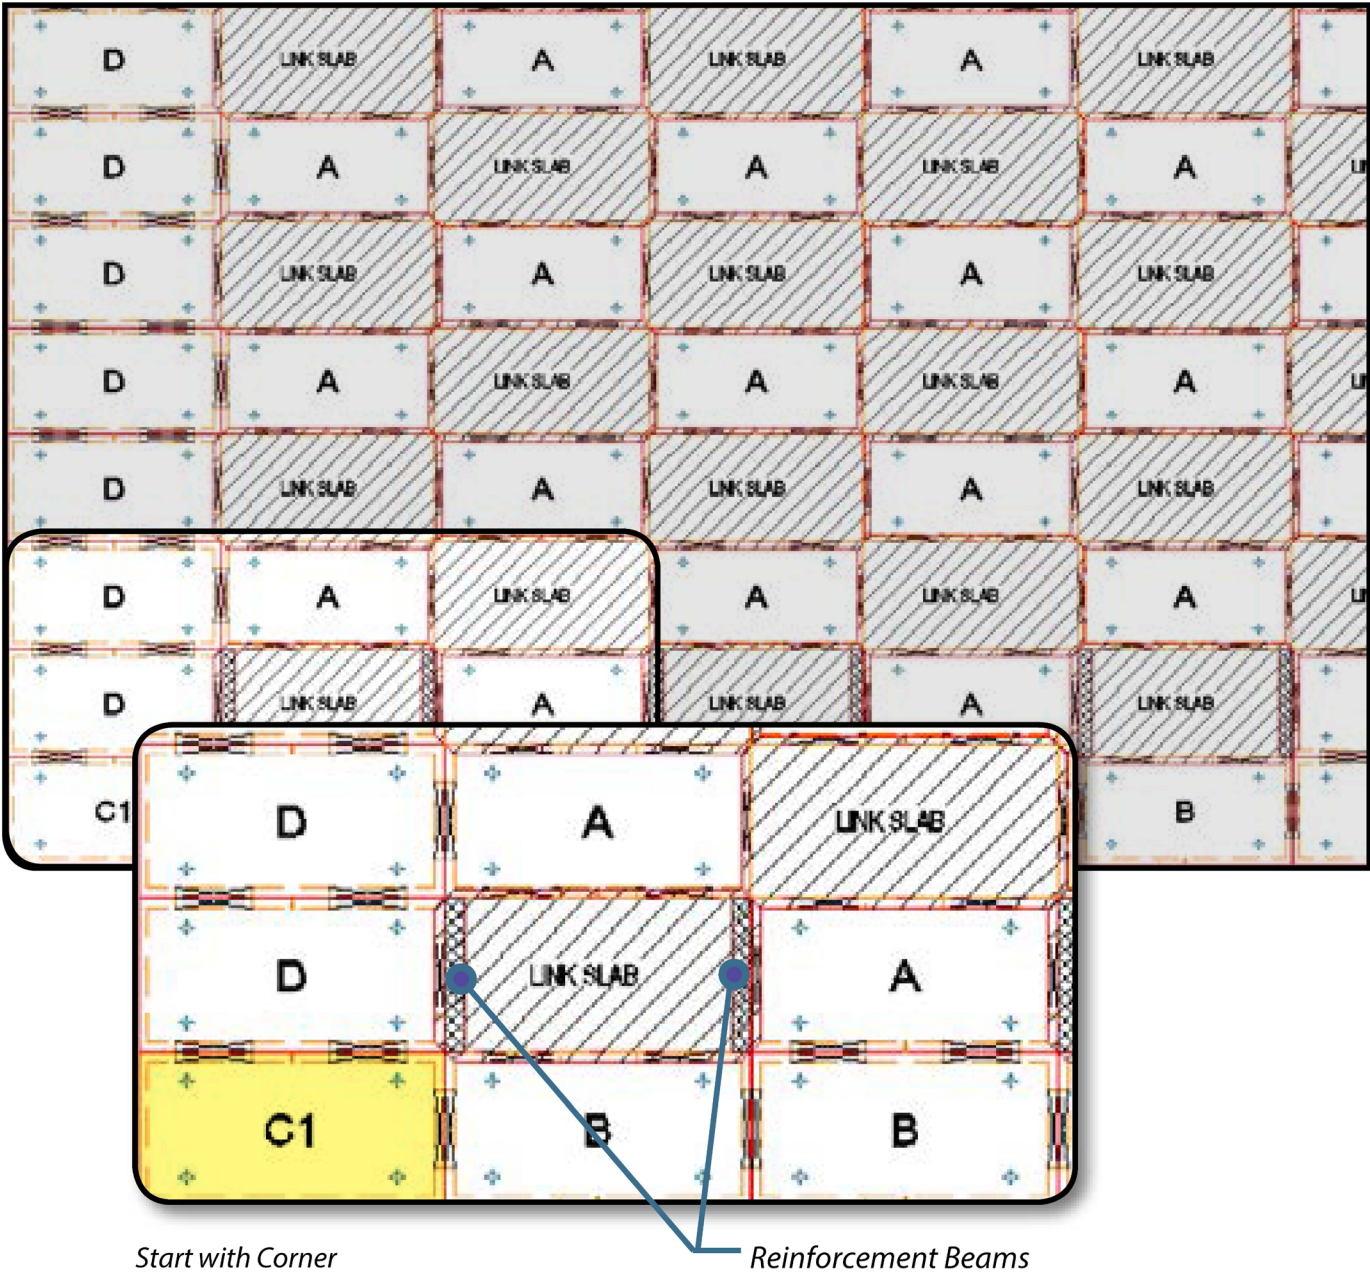 D LINK SLAB A LINK SLAB A LINK SLAB
D A LINK SLAB A LINK SLAB A
D LINK SLAB A LINK SLAB A LINK SLAB
D A LINK SLAB A LINK SLAB A
D LINK SLAB A LINK SLAB A LINK SLAB
D A LINK SLAB A LINK SLAB A
D LINK SLAB A LINK SLAB A LINK SLAB
C1 B
D A LINK SLAB
D LINK SLAB A
C1 B B
Start with Corner Reinforcement Beams